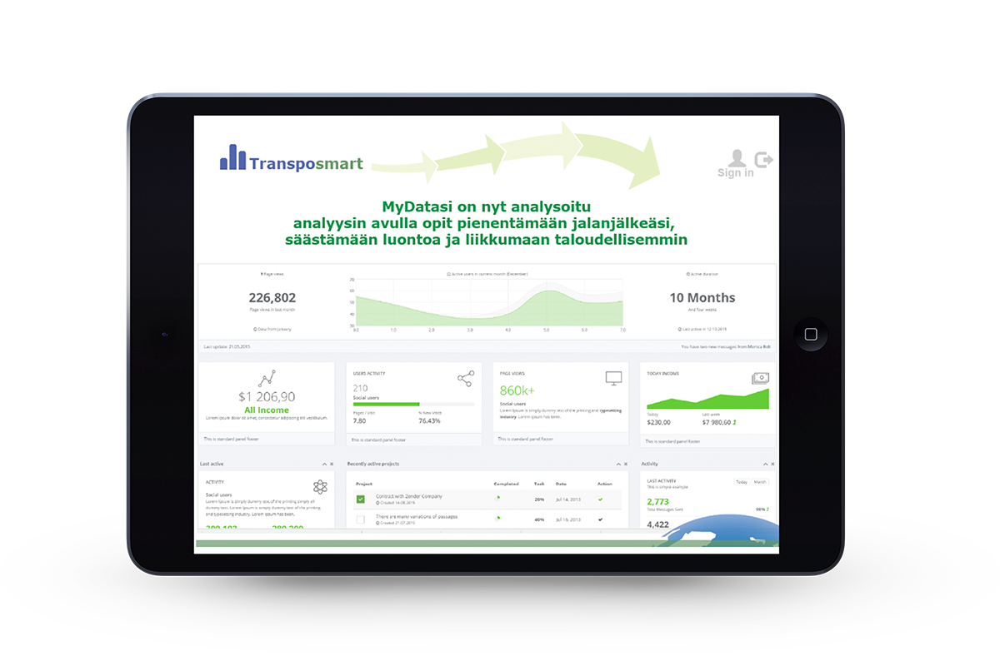 Transposmart
Sign in
MyDatasi on nyt analysoitu
analyysin avulla opit pienentämään jalanjälkeäsi,
säästämään luontoa ja liikkumaan taloudellisemmin
Page views
226,802
Page views in last month
Data from January
Active users in current month (December)
70
60
50
40
30
0.0 1.0 2.0 3.0 4.0 5.0 6.0 7.0
Active duration
10 Months
And four weeks
Last active in 12.10.2015
Last update: 21.05.2015
You have two new messages from Monica Bolt
$1 206,90
All Income
Lorem ipsum dolor sit amet, consectetur adipiscing elit vestibulum.
This is standard panel footer
USERS ACTIVITY
210
Social users
Pages / Visit
7.80
% New Visits
76.43%
This is standard panel footer
PAGE VIEWS
860k+
Social users
Lorem Ipsum is simply dummy text of the printing and typesetting
industry. Lorem Ipsum has been.
This is standard panel footer
TODAY INCOME
Today
$230,00
Last week
$7 980,60
This is standard panel footer
Last active
ACTIVITY
Social users
Lorem Ipsum is simply dummy text of the printing simply all
dummy text. Lorem Ipsum is simply dummy text of the printing
and typesetting industry. Lorem Ipsum has been.
Recently active projects
Project Completed Task Date Action
Contract with Zender Company
Created 14.08.2015
20% Jul 14, 2013
There are many variations of passages
Created 21.07.2015
40% Jul 16, 2013
Activity
LAST ACTIVITY
This is simple example
Today Month
2,773
Total Messages Sent
98%
4,422